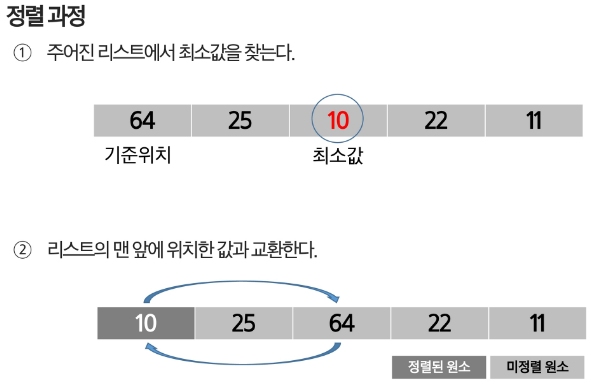 정렬 과정
① 주어진 리스트에서 최소값을 찾는다.
64 25 10 22 11
기준위치 최소값
② 리스트의 맨 앞에 위치한 값과 교환한다.
10 25 64 22 11
정렬된 원소 미정렬 원소